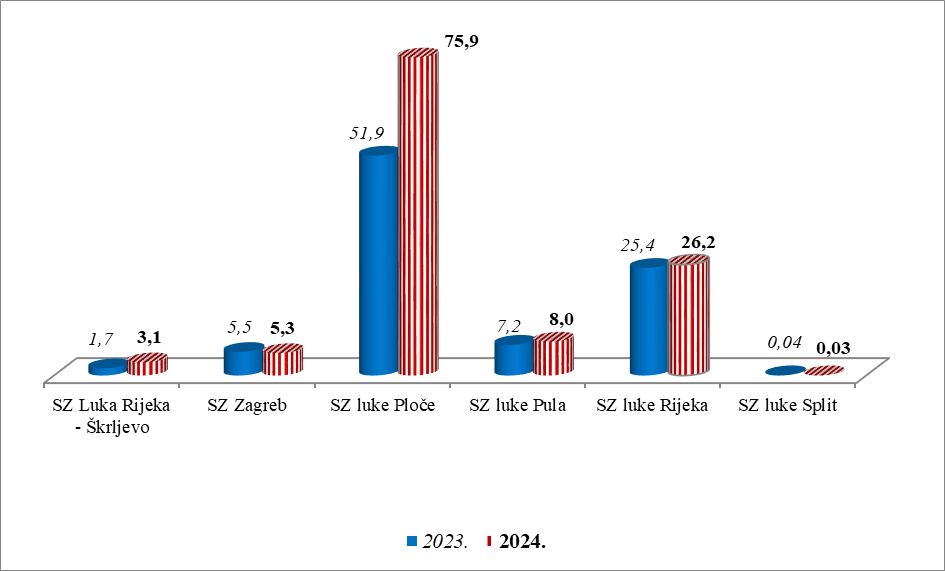 75,9
51,9
25,4
26,2
1,7
3,1
5,5
5,3
7,2
8,0
0,04
0,03
SZ Luka Rijeka
- Škrljevo
SZ Zagreb
SZ luke Ploče
SZ luke Pula
SZ luke Rijeka
SZ luke Split
2023.
2024.